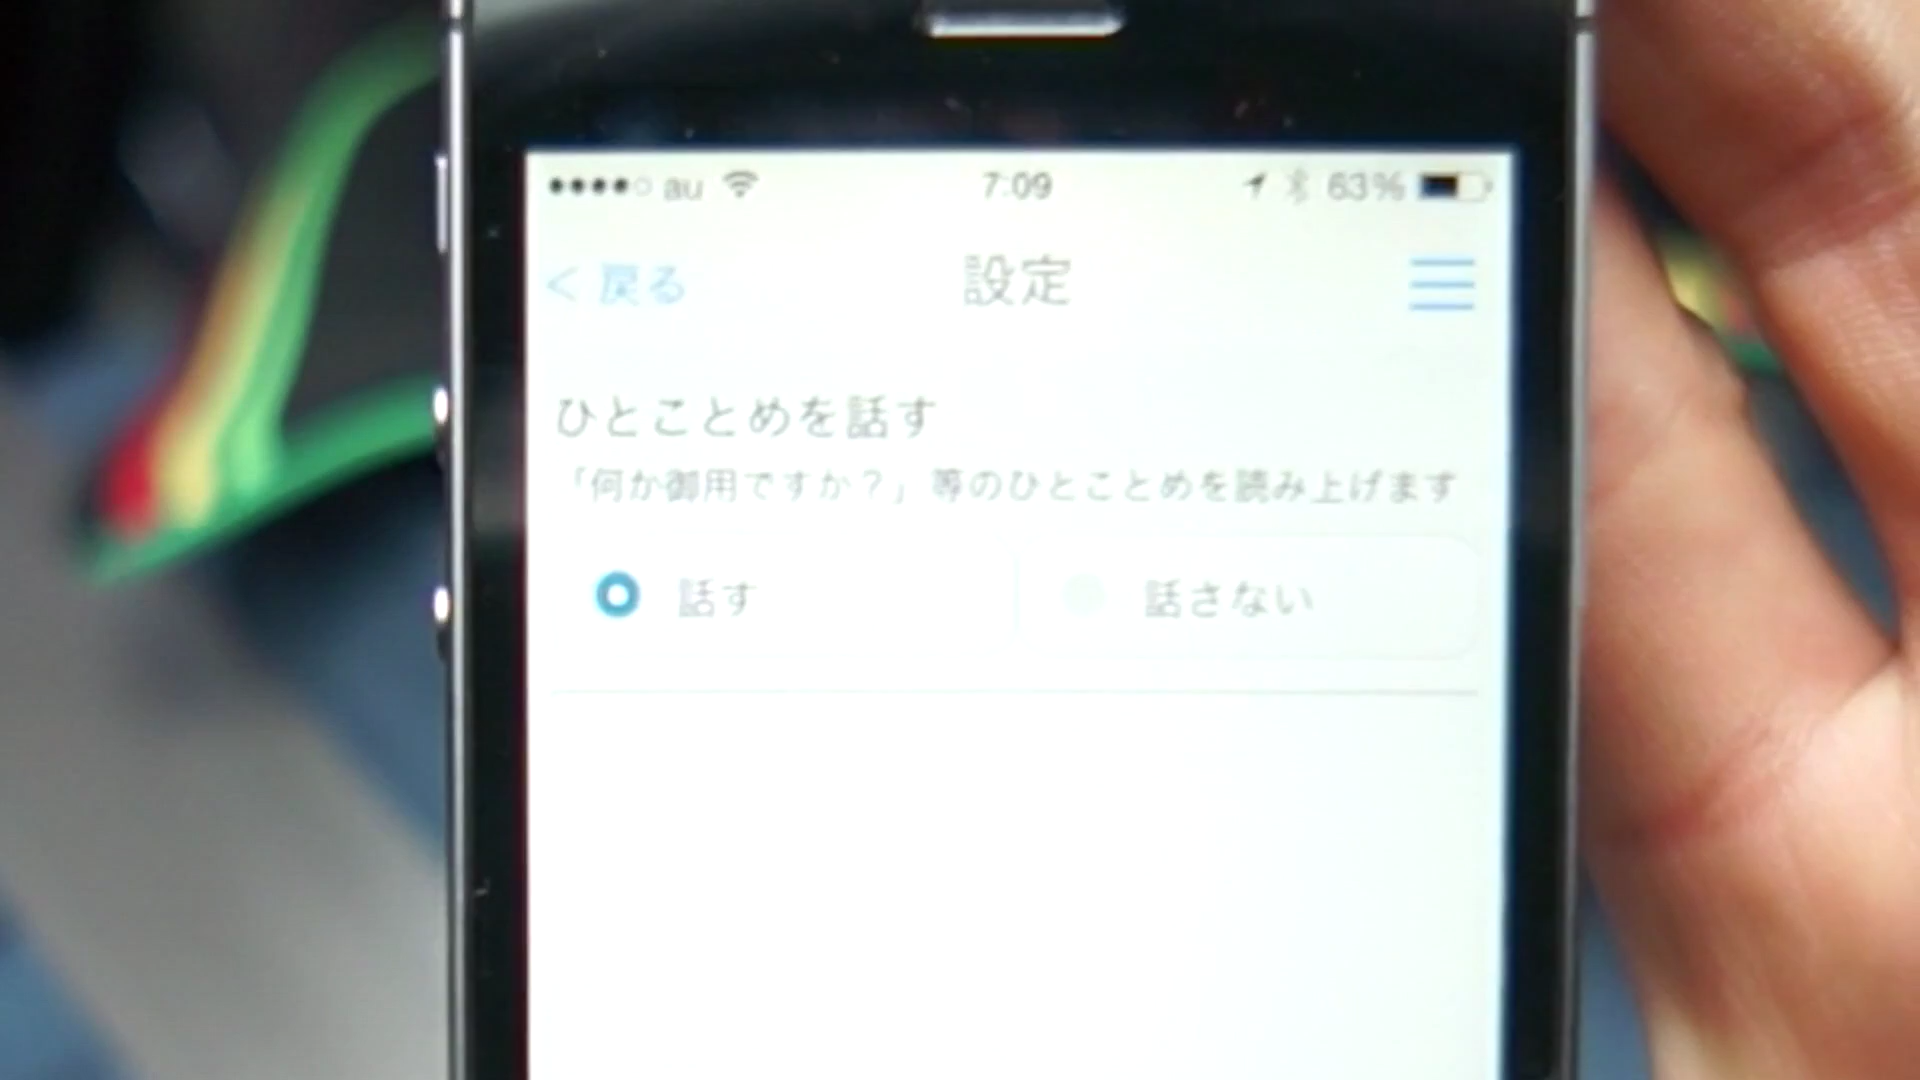 au 7:09 63%
< 戻る 設定
ひとことめを話す
「何か御用ですか？」等のひとことめを読み上げます
話す 話さない